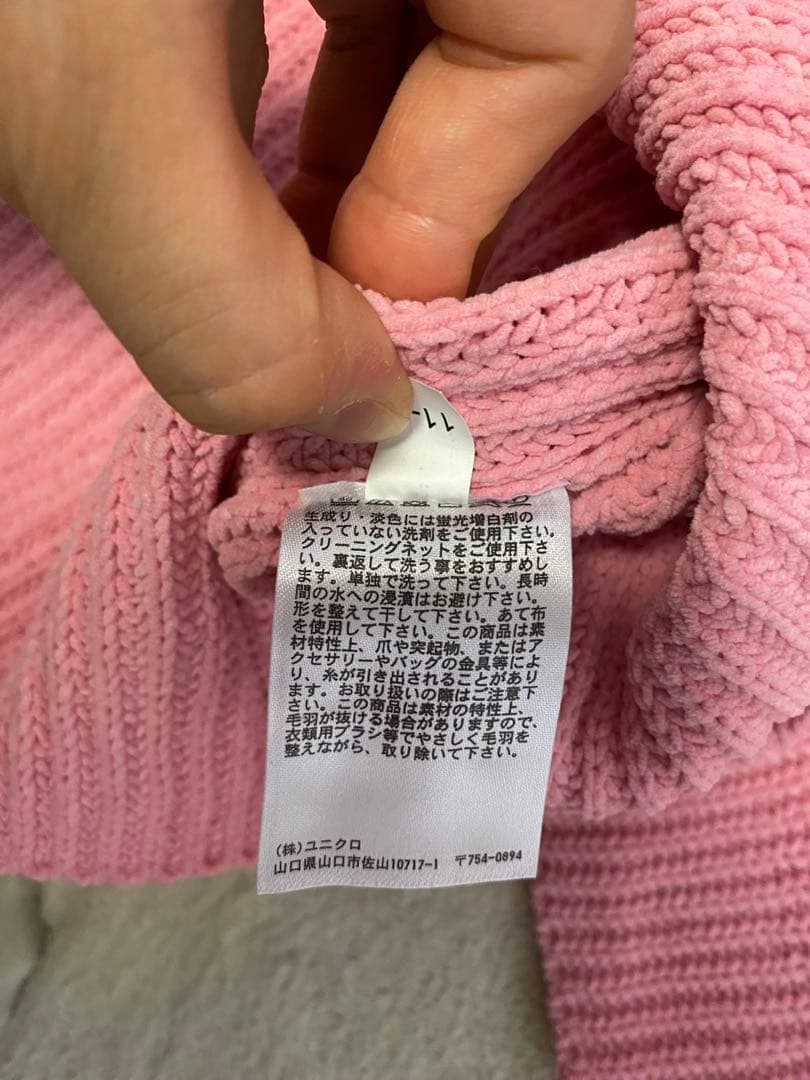 11-
生成り・淡色には蛍光増白剤の
入っていない洗剤をご使用下さい。
クリーニングネットをご使用下さ
い。裏返して洗う事をおすすめし
ます。単独で洗って下さい。長時
間の水への浸漬はお避け下さい。
形を整えて干して下さい。あて布
を使用して下さい。この商品は素
材特性上、爪や突起物、またはア
クセサリーやバッグの金具等によ
り、糸が引き出されることがあり
ます。お取り扱いの際はご注意下
さい。この商品は素材の特性上、
毛羽が抜ける場合がありますので、
衣類用ブラシ等でやさしく毛羽を
整えながら、取り除いて下さい。
(株)ユニクロ
山口県山口市佐山10717-1 〒754-0894